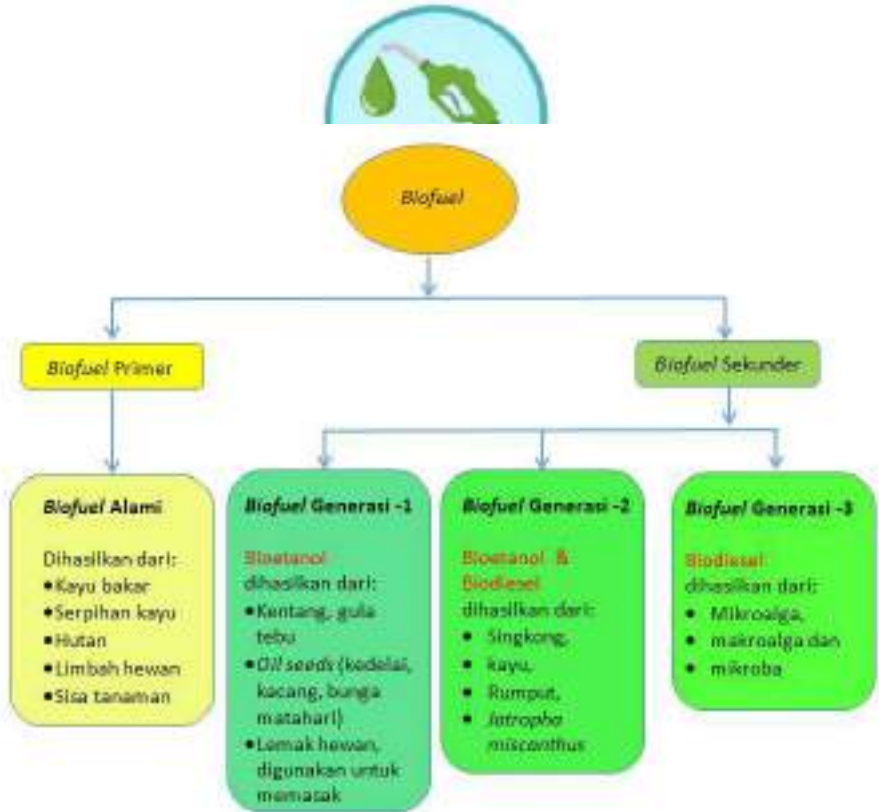 Biofuel
Biofuel Primer
Biofuel Sekunder
Biofuel Alami
Dihasilkan dari:
•Kayu bakar
•Serpihan kayu
•Hutan
•Limbah hewan
•Sisa tanaman
Biofuel Generasi -1
Bioetanol
dihasilkan dari:
•Kentang, gula
tebu
•Oil seeds (kedelai,
kacang, bunga
matahari)
•Lemak hewan,
digunakan untuk
memasak
Biofuel Generasi -2
Bioetanol &
Biodiesel
dihasilkan dari:
• Singkong,
• kayu,
• Rumput,
• Jatropha
miscanthus
Biofuel Generasi -3
Biodiesel
dihasilkan dari:
• Mikroalga,
• makroalga dan
• mikroba